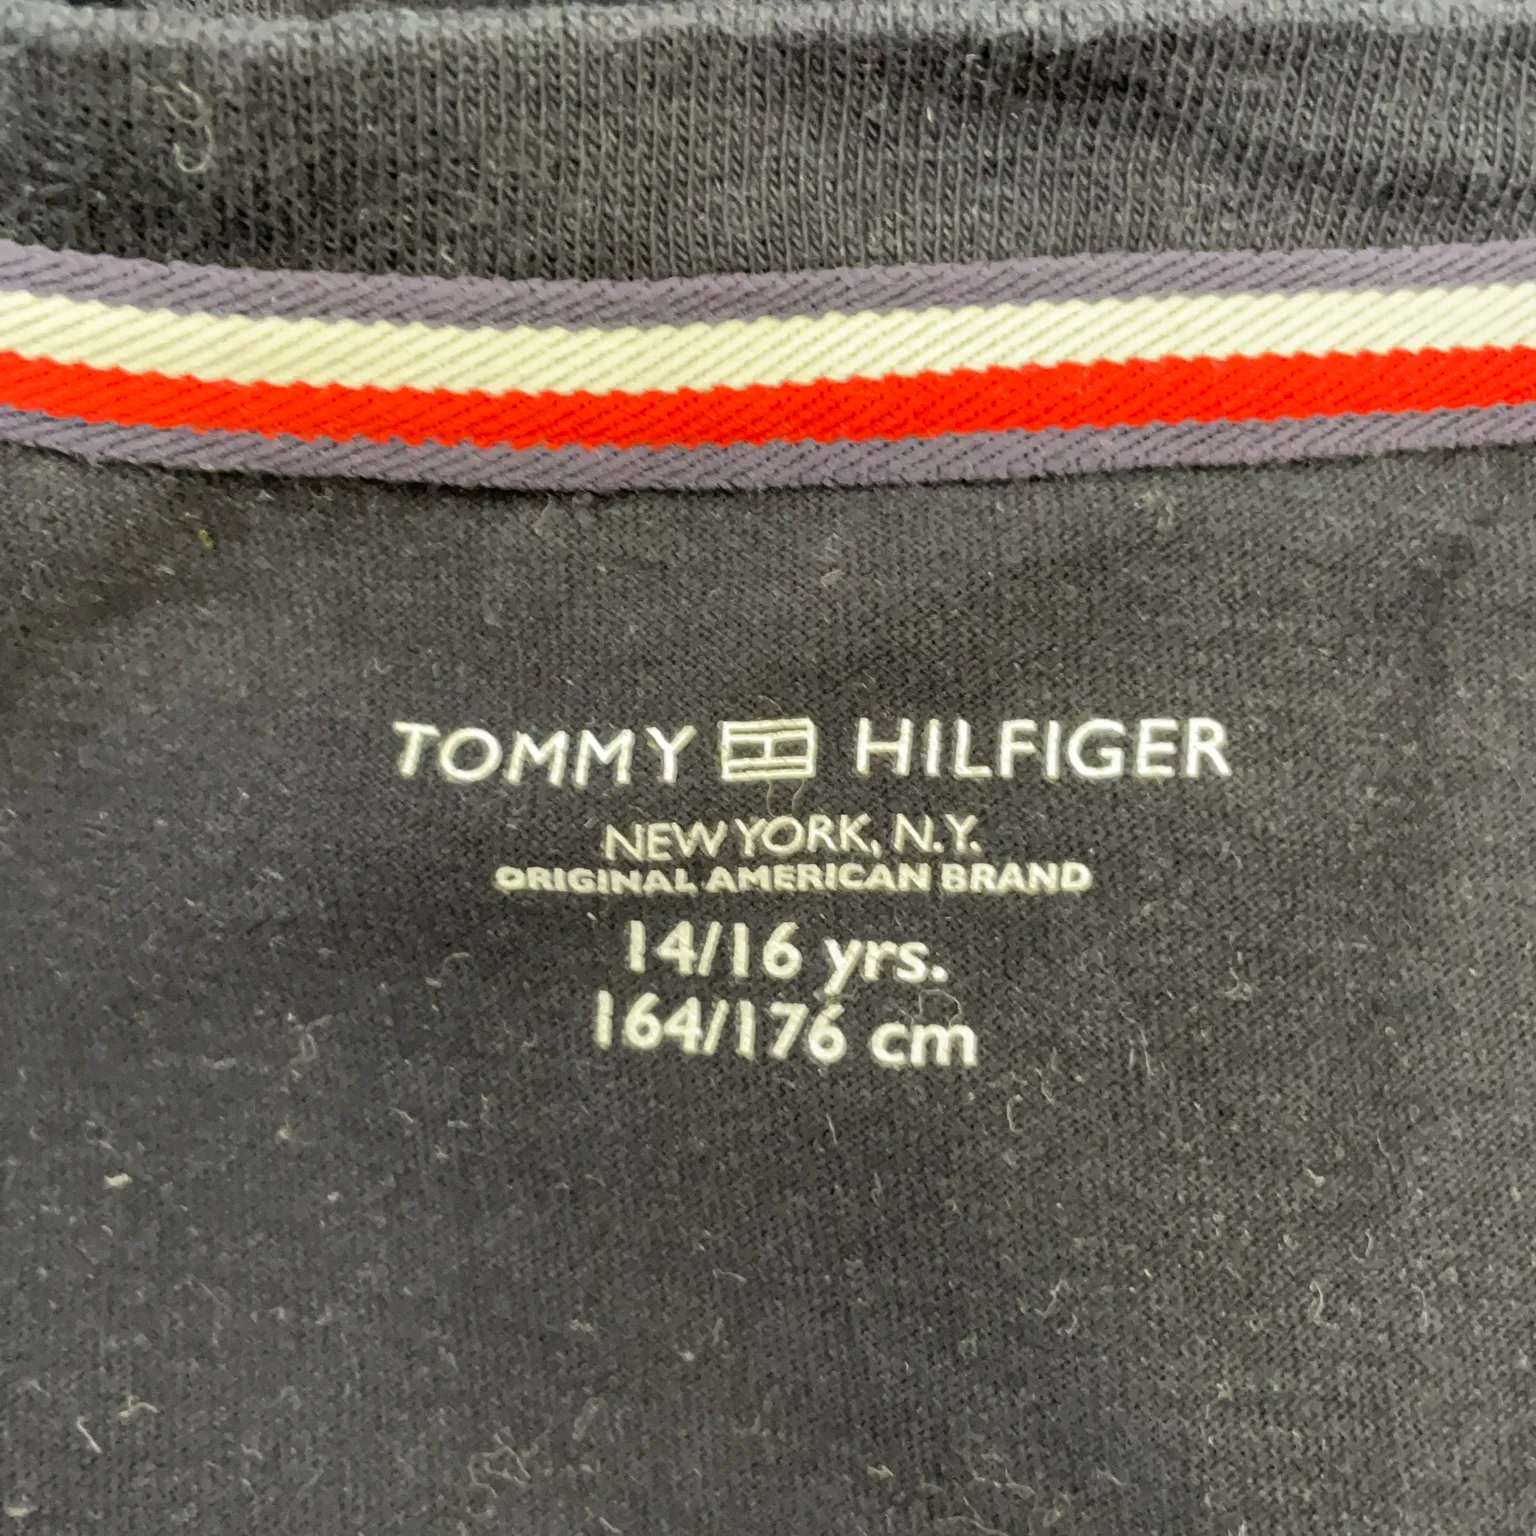 TOMMY HILFIGER
NEW YORK, N.Y.
ORIGINAL AMERICAN BRAND
14/16 yrs.
164/176 cm